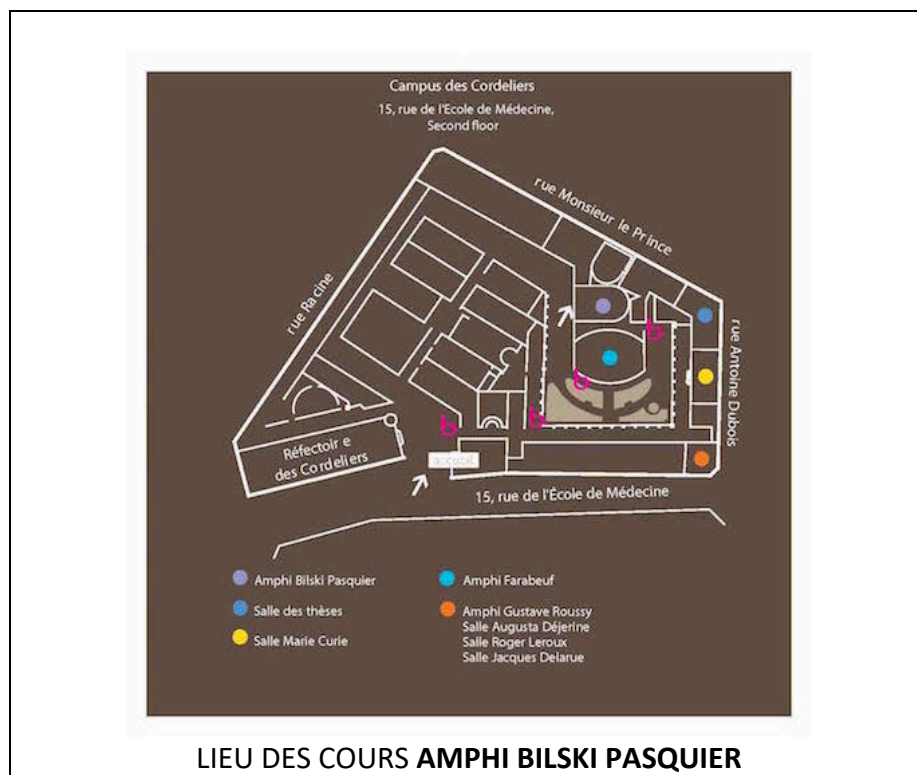 Campus des Cordeliers
15, rue de l'Ecole de Médecine,
Second floor
rue Monsieur le Prince
rue Racine
rue Antoine Dubois
Réfectoir e
des Cordeliers
accueil
15, rue de l'École de Médecine
Amphi Bilski Pasquier
Salle des thèses
Salle Marie Curie
Amphi Farabeuf
Amphi Gustave Roussy
Salle Augusta Déjerine
Salle Roger Leroux
Salle Jacques Delarue
LIEU DES COURS AMPHI BILSKI PASQUIER